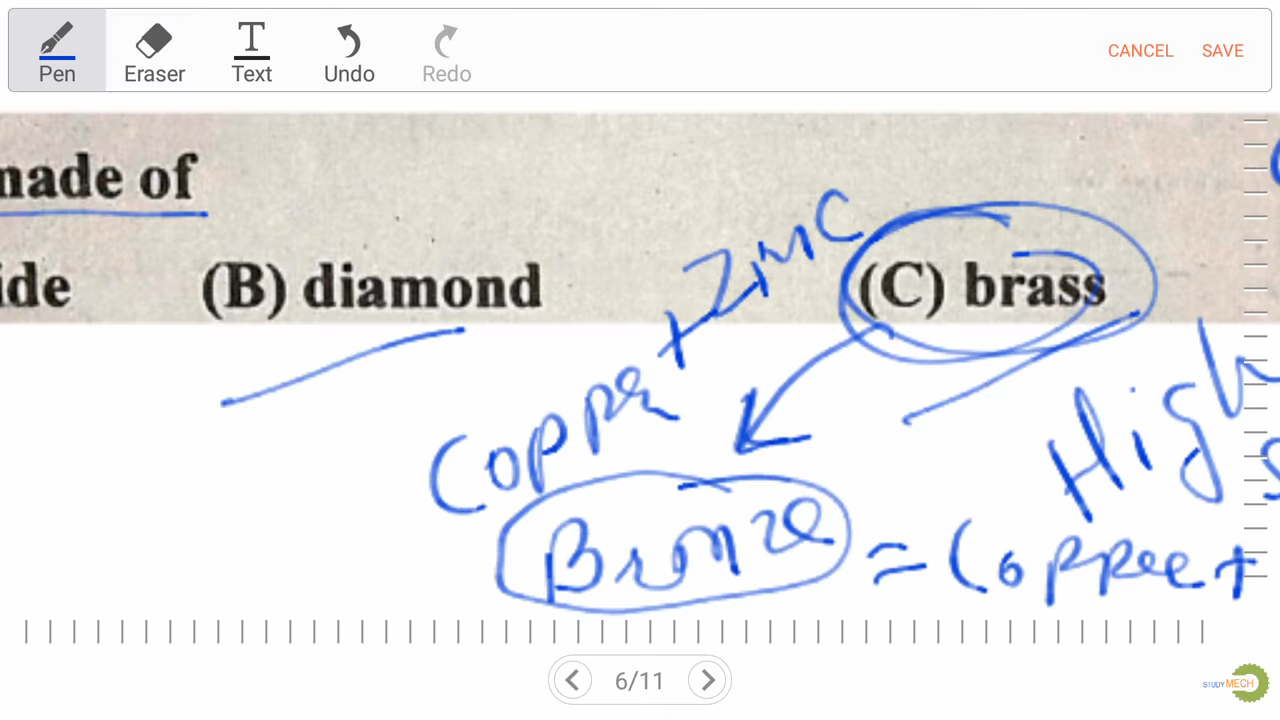 Pen
Eraser
Text
Undo
Redo
CANCEL
SAVE
made of
ide (B) diamond (C) brass
Copper + Zinc
High
Bronze = Copper +
6/11
STUDY MECH